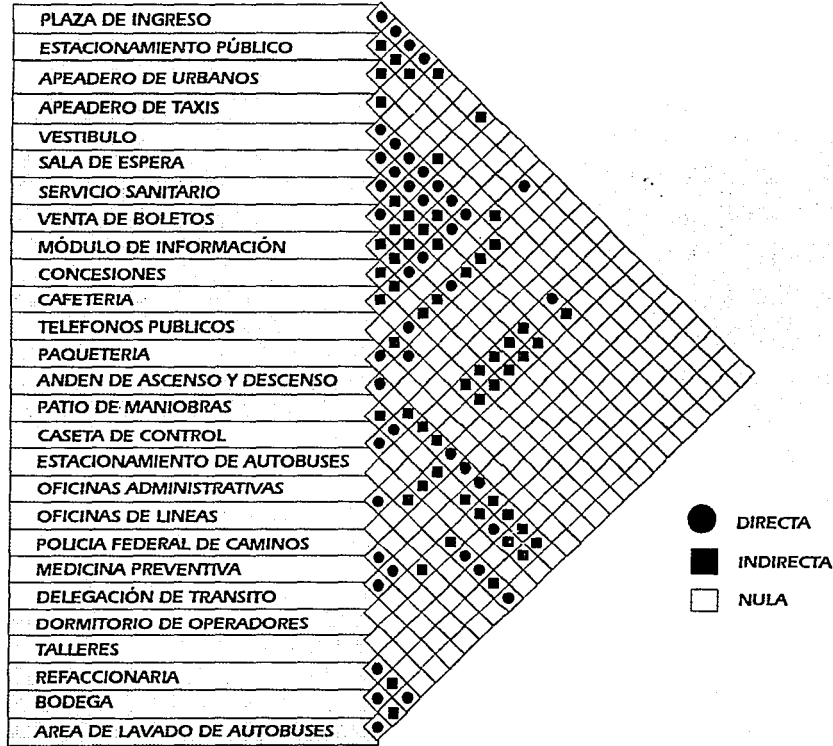 PLAZA DE INGRESO
ESTACIONAMIENTO PÚBLICO
APEADERO DE URBANOS
APEADERO DE TAXIS
VESTIBULO
SALA DE ESPERA
SERVICIO SANITARIO
VENTA DE BOLETOS
MÓDULO DE INFORMACIÓN
CONCESIONES
CAFETERIA
TELEFONOS PUBLICOS
PAQUETERIA
ANDEN DE ASCENSO Y DESCENSO
PATIO DE MANIOBRAS
CASETA DE CONTROL
ESTACIONAMIENTO DE AUTOBUSES
OFICINAS ADMINISTRATIVAS
OFICINAS DE LINEAS
POLICIA FEDERAL DE CAMINOS
MEDICINA PREVENTIVA
DELEGACIÓN DE TRANSITO
DORMITORIO DE OPERADORES
TALLERES
REFACCIONARIA
BODEGA
AREA DE LAVADO DE AUTOBUSES
DIRECTA
INDIRECTA
NULA